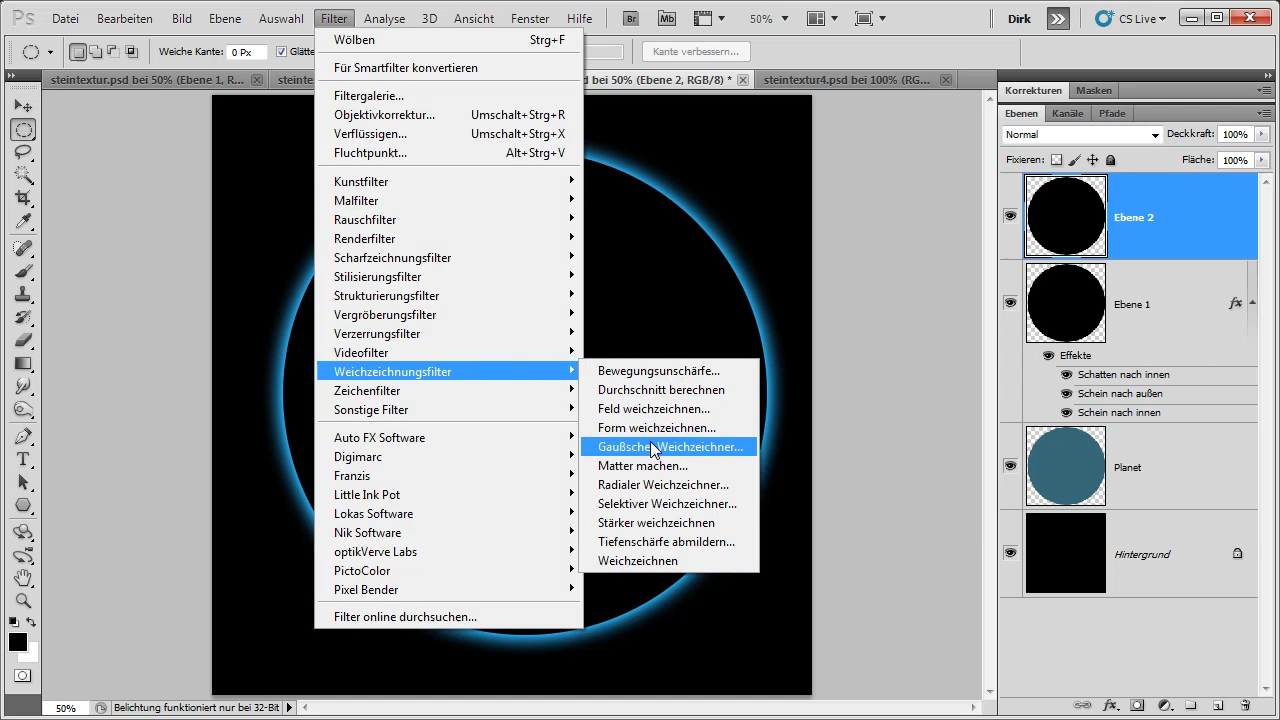 Ps Datei Bearbeiten Bild Ebene Auswahl Filter Analyse 3D Ansicht Fenster Hilfe Br Mb 50% Dirk CS Live
Weiche Kante: 0 Px Glätte Kante verbessern...
steintextur.psd bei 50% (Ebene 1, R... steinte d bei 50% (Ebene 2, RGB/8) * steintextur4.psd bei 100% (RG...
Wölben Strg+F
Für Smartfilter konvertieren
Filtergalerie...
Objektivkorrektur... Umschalt+Strg+R
Verflüssigen... Umschalt+Strg+X
Fluchtpunkt... Alt+Strg+V
Kunstfilter
Malfilter
Rauschfilter
Renderfilter
Scharfzeichnungsfilter
Stilisierungsfilter
Strukturierungsfilter
Vergröberungsfilter
Verzerrungsfilter
Videofilter
Weichzeichnungsfilter
Zeichenfilter
Sonstige Filter
Auto FX Software
Digimarc
Franzis
Little Ink Pot
Lokas Software
Nik Software
optikVerve Labs
PictoColor
Pixel Bender
Filter online durchsuchen...
Bewegungsunschärfe...
Durchschnitt berechnen
Feld weichzeichnen...
Form weichzeichnen...
Gaußscher Weichzeichner...
Matter machen...
Radialer Weichzeichner...
Selektiver Weichzeichner...
Stärker weichzeichnen
Tiefenschärfe abmildern...
Weichzeichnen
Korrekturen Masken
Ebenen Kanäle Pfade
Normal Deckkraft: 100%
Fixieren: Fläche: 100%
Ebene 2
Ebene 1 fx
Effekte
Schatten nach innen
Schein nach außen
Schein nach innen
Planet
Hintergrund
fx.
50% Belichtung funktioniert nur bei 32-Bit